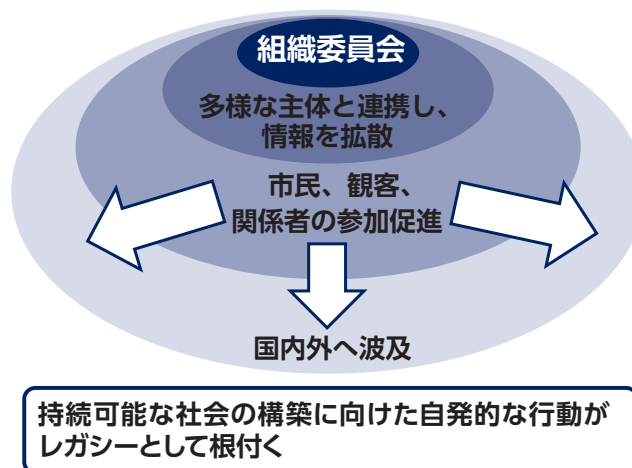 組織委員会
多様な主体と連携し、
情報を拡散
市民、観客、
関係者の参加促進
国内外へ波及
持続可能な社会の構築に向けた自発的な行動が
レガシーとして根付く